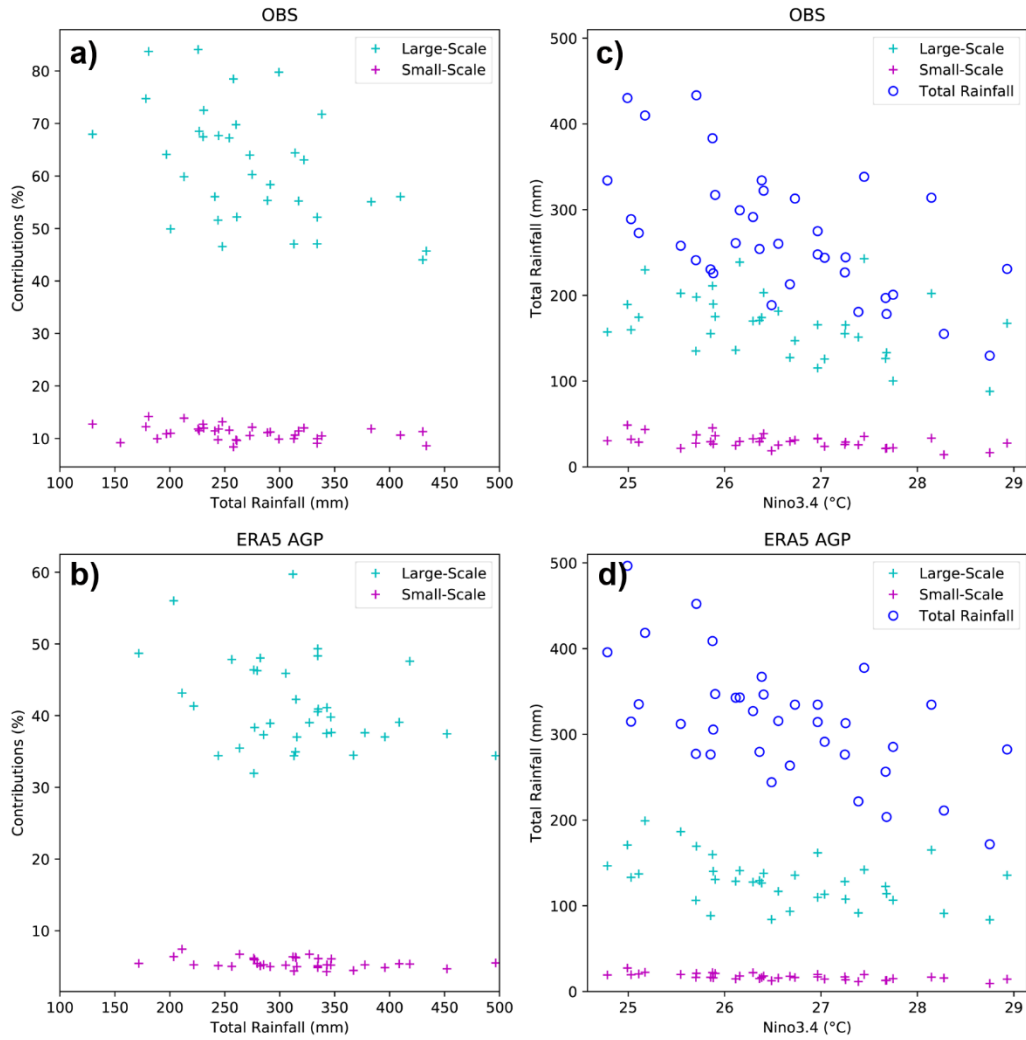 OBS
a)
Large-Scale
Small-Scale
Contributions (%)
80
70
60
50
40
30
20
10
100 150 200 250 300 350 400 450 500
Total Rainfall (mm)
OBS
c)
Large-Scale
Small-Scale
Total Rainfall
Total Rainfall (mm)
500
400
300
200
100
0
25 26 27 28 29
Nino3.4 (°C)
ERA5 AGP
b)
Large-Scale
Small-Scale
Contributions (%)
60
50
40
30
20
10
100 150 200 250 300 350 400 450 500
Total Rainfall (mm)
ERA5 AGP
d)
Large-Scale
Small-Scale
Total Rainfall
Total Rainfall (mm)
500
400
300
200
100
0
25 26 27 28 29
Nino3.4 (°C)